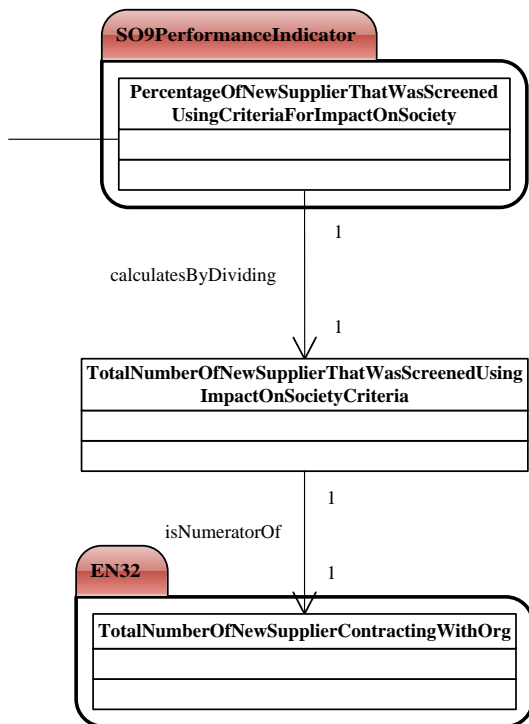 SO9PerformanceIndicator
PercentageOfNewSupplierThatWasScreened
UsingCriteriaForImpactOnSociety
1
calculatesByDividing
1
TotalNumberOfNewSupplierThatWasScreenedUsing
ImpactOnSocietyCriteria
1
isNumeratorOf
1
EN32
TotalNumberOfNewSupplierContractingWithOrg